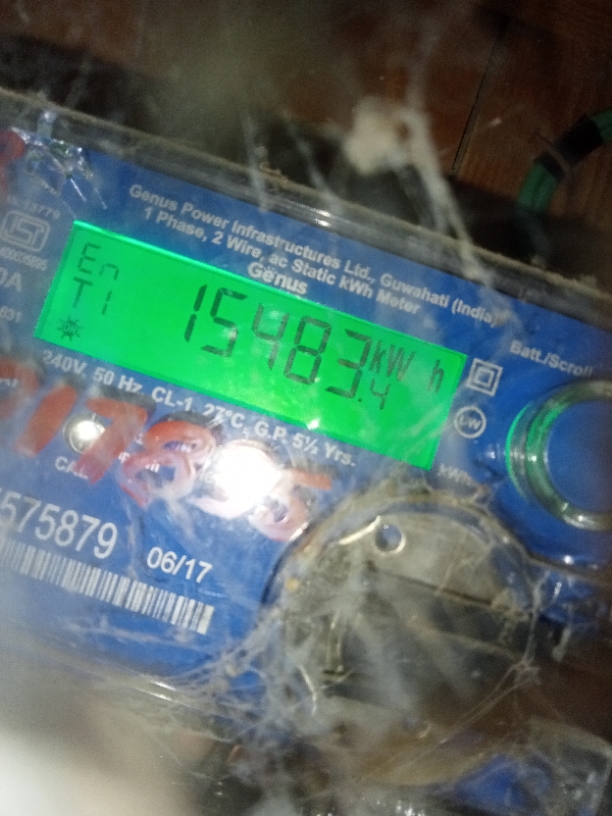 Genus Power Infrastructures Ltd., Guwahati (India)
1 Phase, 2 Wire, ac Static kWh Meter
Genus
En
T1
15483.4 kW h
Batt./Scroll
240V, 50 Hz, CL-1, 27°C, G.P. 5½ Yrs.
575879
06/17